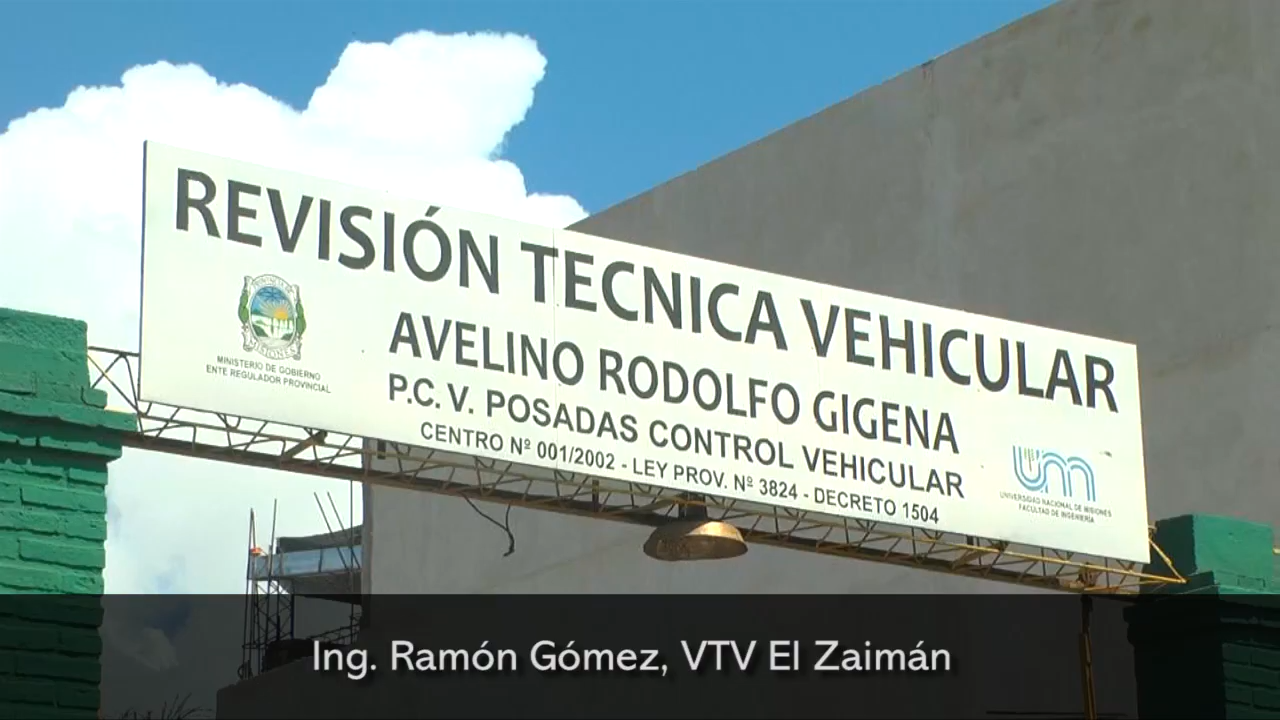 REVISIÓN TECNICA VEHICULAR
AVELINO RODOLFO GIGENA
P.C.V. POSADAS CONTROL VEHICULAR
CENTRO Nº 001/2002 - LEY PROV. Nº 3824 - DECRETO 1504
MISIONES
MINISTERIO DE GOBIERNO
ENTE REGULADOR PROVINCIAL
unm
UNIVERSIDAD NACIONAL DE MISIONES
FACULTAD DE INGENIERÍA
Ing. Ramón Gómez, VTV El Zaimán